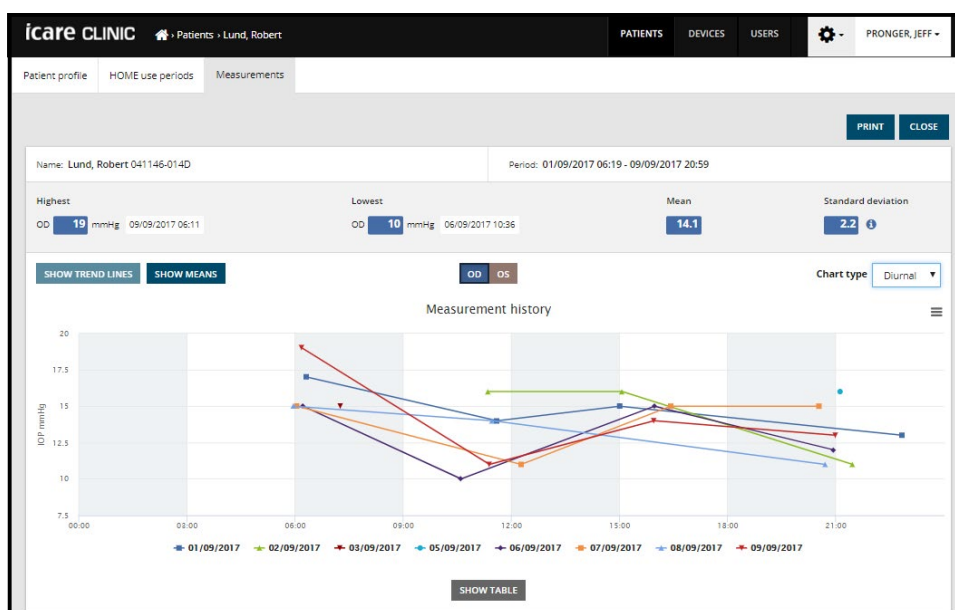 icare CLINIC › Patients › Lund, Robert PATIENTS DEVICES USERS PRONGER, JEFF
Patient profile HOME use periods Measurements
PRINT CLOSE
Name: Lund, Robert 041146-014D Period: 01/09/2017 06:19 - 09/09/2017 20:59
Highest Lowest Mean Standard deviation
OD 19 mmHg 09/09/2017 06:11 OD 10 mmHg 06/09/2017 10:36 14.1 2.2
SHOW TREND LINES SHOW MEANS OD OS Chart type Diurnal
Measurement history
20
17.5
15
12.5
10
7.5
IOP mmHg
00:00 03:00 06:00 09:00 12:00 15:00 18:00 21:00
01/09/2017 02/09/2017 03/09/2017 05/09/2017 06/09/2017 07/09/2017 08/09/2017 09/09/2017
SHOW TABLE